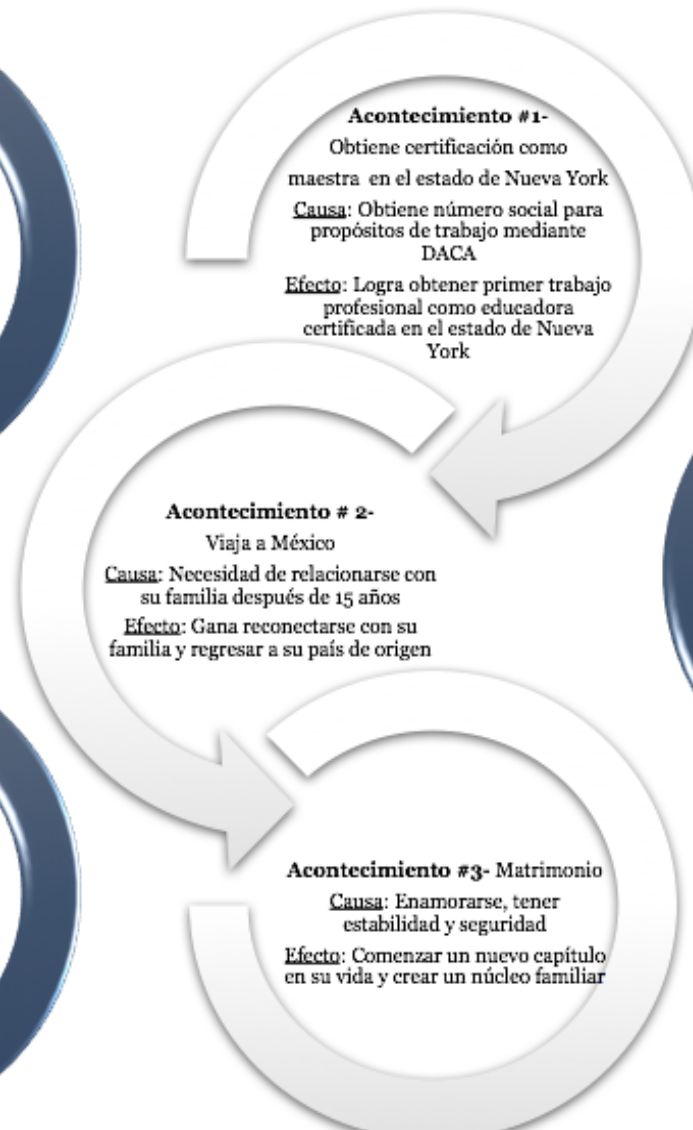 Acontecimiento #1-
Obtiene certificación como
maestra en el estado de Nueva York
Causa: Obtiene número social para
propósitos de trabajo mediante
DACA
Efecto: Logra obtener primer trabajo
profesional como educadora
certificada en el estado de Nueva
York
Acontecimiento # 2-
Viaja a México
Causa: Necesidad de relacionarse con
su familia después de 15 años
Efecto: Gana reconectarse con su
familia y regresar a su país de origen
Acontecimiento #3- Matrimonio
Causa: Enamorarse, tener
estabilidad y seguridad
Efecto: Comenzar un nuevo capítulo
en su vida y crear un núcleo familiar